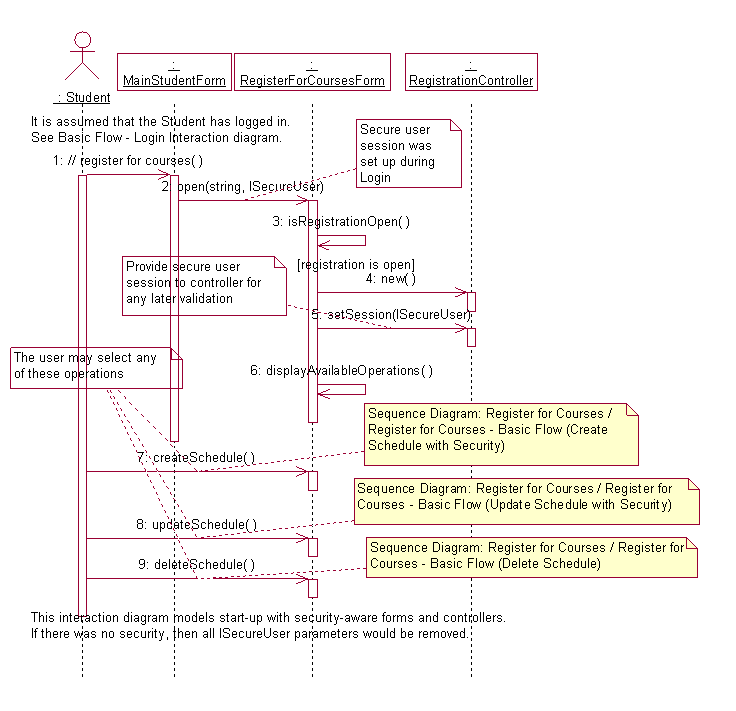 :
MainStudentForm
:
RegisterForCoursesForm
:
RegistrationController
: Student
It is assumed that the Student has logged in.
See Basic Flow - Login Interaction diagram.
Secure user
session was
set up during
Login
1: // register for courses( )
2: open(string, ISecureUser)
3: isRegistrationOpen( )
[registration is open]
4: new( )
Provide secure user
session to controller for
any later validation
5: setSession(ISecureUser)
The user may select any
of these operations
6: displayAvailableOperations( )
Sequence Diagram: Register for Courses /
Register for Courses - Basic Flow (Create
Schedule with Security)
7: createSchedule( )
Sequence Diagram: Register for Courses / Register for
Courses - Basic Flow (Update Schedule with Security)
8: updateSchedule( )
Sequence Diagram: Register for Courses / Register for
Courses - Basic Flow (Delete Schedule)
9: deleteSchedule( )
This interaction diagram models start-up with security-aware forms and controllers.
If there was no security, then all ISecureUser parameters would be removed.